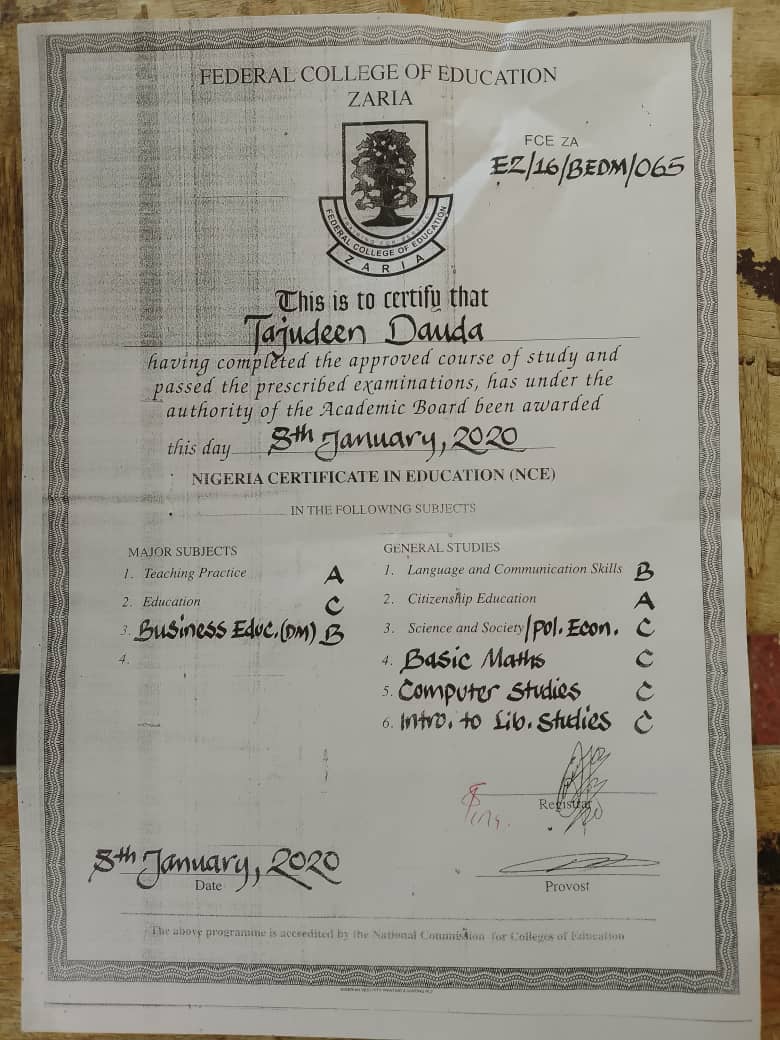 FEDERAL COLLEGE OF EDUCATION
ZARIA
FCE ZA
EZ/16/BEDM/065
FEDERAL COLLEGE OF EDUCATION
ZARIA
This is to certify that
Tajudeen Dauda
having completed the approved course of study and
passed the prescribed examinations, has under the
authority of the Academic Board been awarded
this day 8th January, 2020
NIGERIA CERTIFICATE IN EDUCATION (NCE)
IN THE FOLLOWING SUBJECTS
MAJOR SUBJECTS
1. Teaching Practice A
2. Education C
3. Business Educ.(DM) B
4.
GENERAL STUDIES
1. Language and Communication Skills B
2. Citizenship Education A
3. Science and Society/Pol. Econ. C
4. Basic Maths C
5. Computer Studies C
6. Intro. to Lib. Studies C
Registrar
8th January, 2020
Date
Provost
The above programme is accredited by the National Commission for Colleges of Education